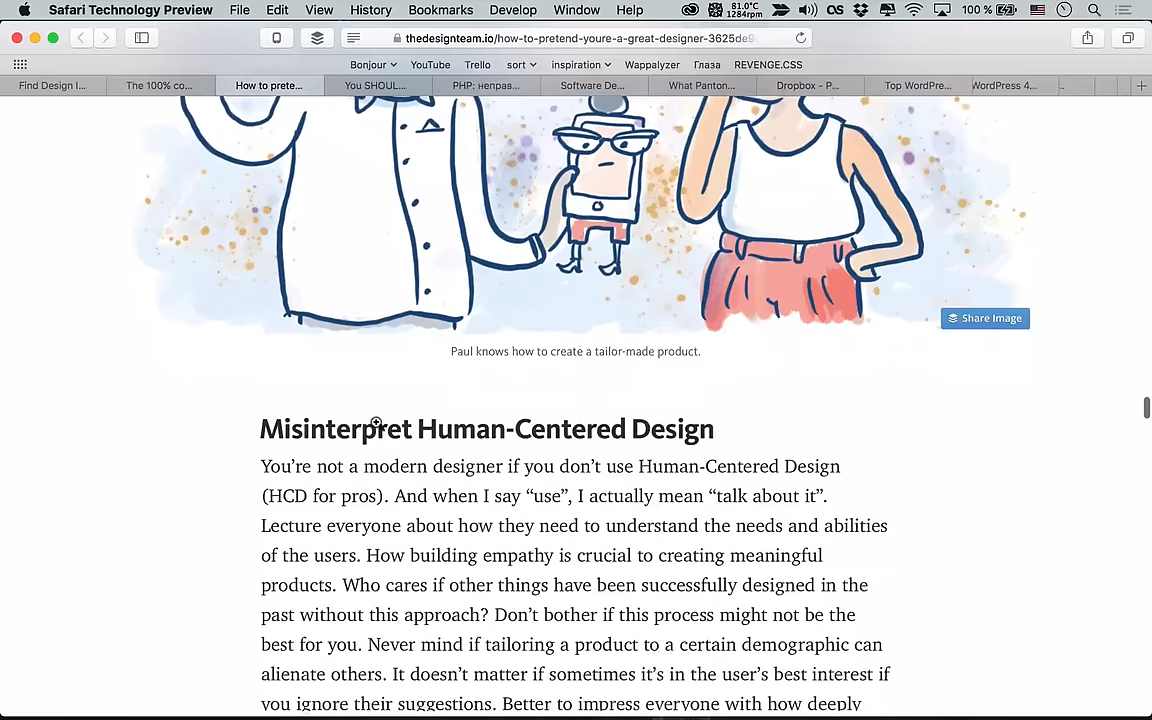 Safari Technology Preview File Edit View History Bookmarks Develop Window Help 81.0°C 1284rpm 100 %
thedesignteam.io/how-to-pretend-youre-a-great-designer-3625de9
Bonjour YouTube Trello sort inspiration Wappalyzer Глаза REVENGE.CSS
Find Design I... The 100% co... How to prete... You SHOUL... PHP: неправ... Software De... What Panton... Dropbox - P... Top WordPre... WordPress 4...
Share Image
Paul knows how to create a tailor-made product.
Misinterpret Human-Centered Design
You’re not a modern designer if you don’t use Human-Centered Design
(HCD for pros). And when I say “use”, I actually mean “talk about it”.
Lecture everyone about how they need to understand the needs and abilities
of the users. How building empathy is crucial to creating meaningful
products. Who cares if other things have been successfully designed in the
past without this approach? Don’t bother if this process might not be the
best for you. Never mind if tailoring a product to a certain demographic can
alienate others. It doesn’t matter if sometimes it’s in the user’s best interest if
you ignore their suggestions. Better to impress everyone with how deeply